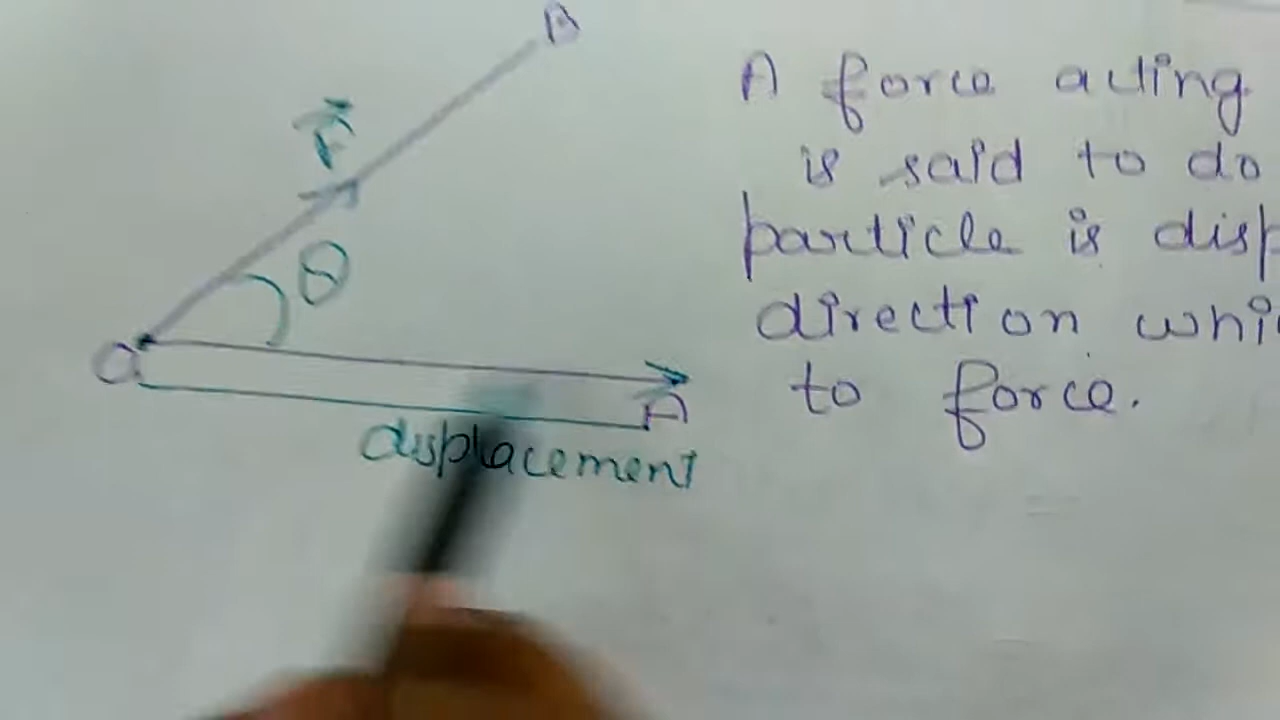 B
F
θ
O
A
displacement
A force acting
is said to do
particle is
direction
to force.